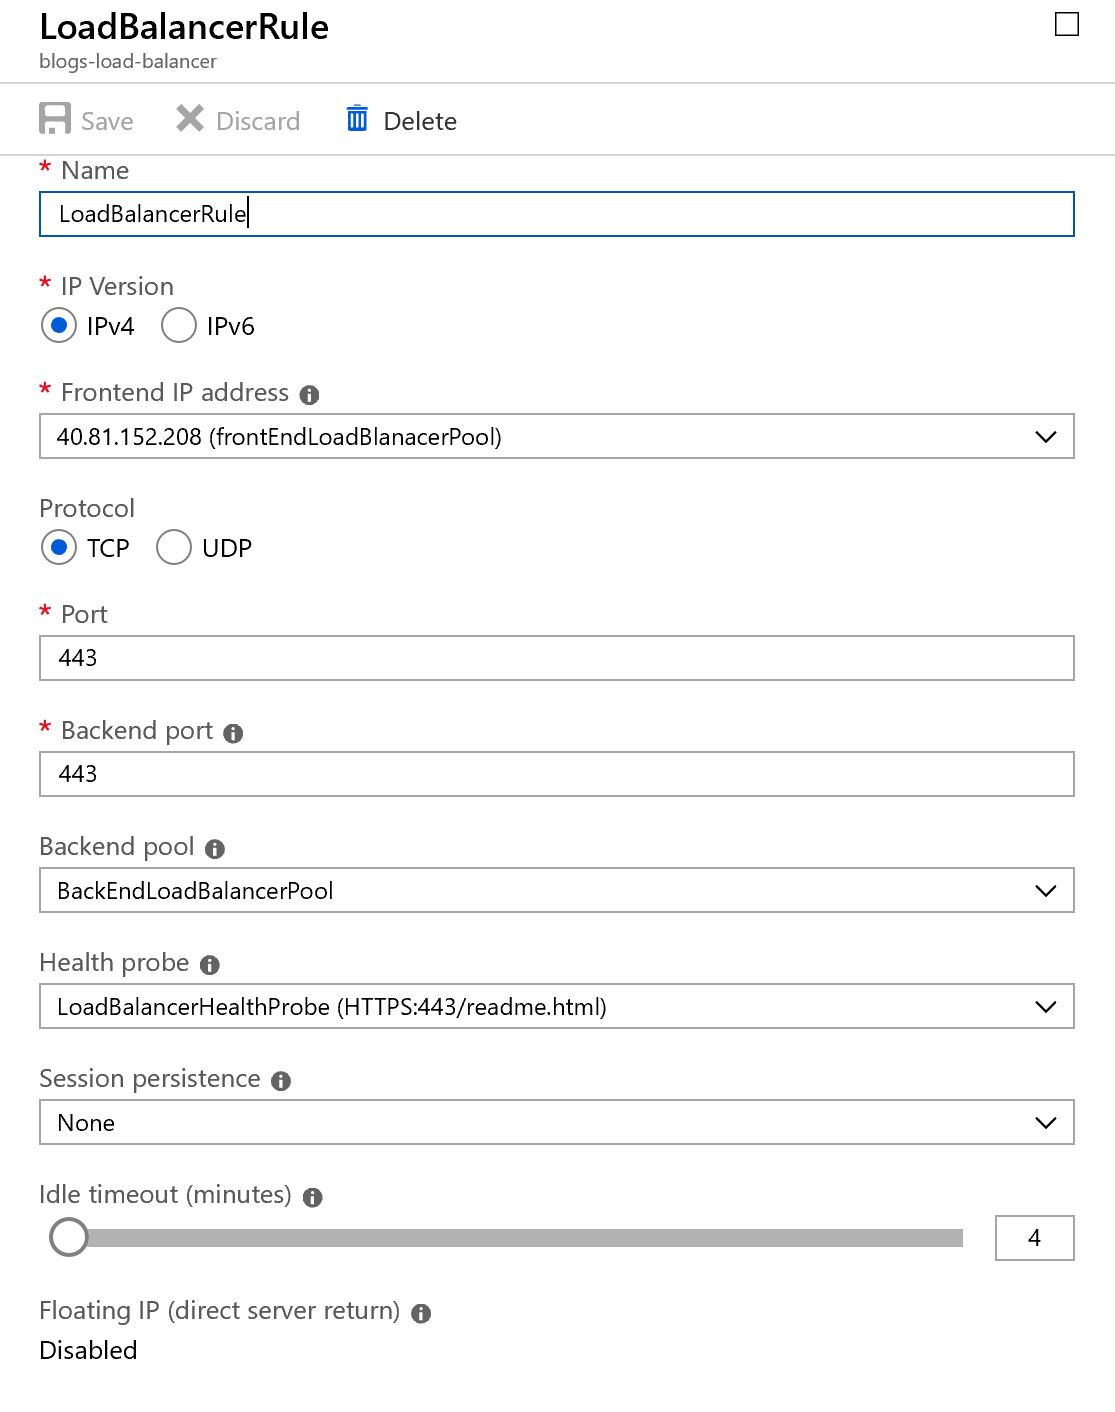 LoadBalancerRule
blogs-load-balancer
Save Discard Delete
* Name
LoadBalancerRule
* IP Version
IPv4 IPv6
* Frontend IP address
40.81.152.208 (frontEndLoadBlanacerPool)
Protocol
TCP UDP
* Port
443
* Backend port
443
Backend pool
BackEndLoadBalancerPool
Health probe
LoadBalancerHealthProbe (HTTPS:443/readme.html)
Session persistence
None
Idle timeout (minutes)
4
Floating IP (direct server return)
Disabled